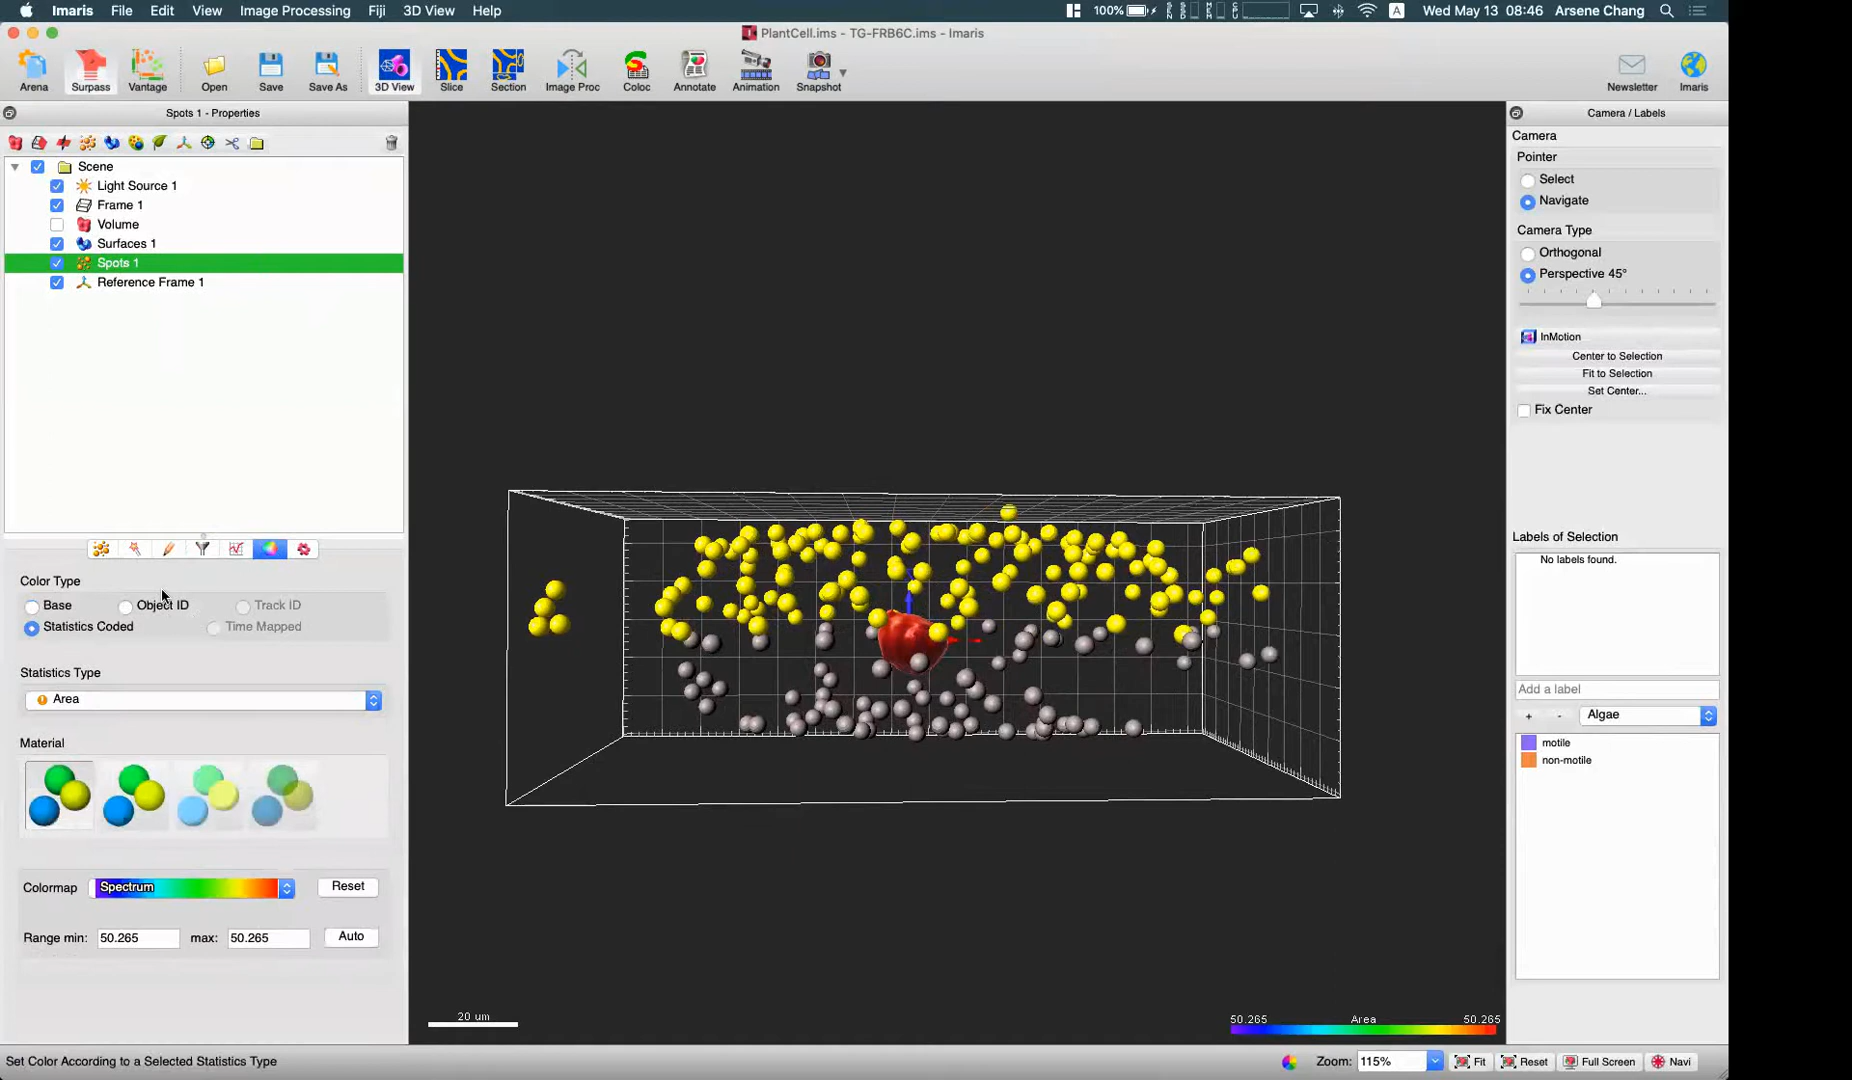 Imaris File Edit View Image Processing Fiji 3D View Help 100% A Wed May 13 08:46 Arsene Chang
PlantCell.ims - TG-FRB6C.ims - Imaris
Arena Surpass Vantage Open Save Save As 3D View Slice Section Image Proc Coloc Annotate Animation Snapshot Newsletter Imaris
Spots 1 - Properties
Scene
Light Source 1
Frame 1
Volume
Surfaces 1
Spots 1
Reference Frame 1
Color Type
Base Object ID Track ID
Statistics Coded Time Mapped
Statistics Type
Area
Material
Colormap Spectrum Reset
Range min: 50.265 max: 50.265 Auto
20 um
50.265 Area 50.265
Camera / Labels
Camera
Pointer
Select
Navigate
Camera Type
Orthogonal
Perspective 45°
InMotion
Center to Selection
Fit to Selection
Set Center...
Fix Center
Labels of Selection
No labels found.
Add a label
+ - Algae
motile
non-motile
Set Color According to a Selected Statistics Type Zoom: 115% Fit Reset Full Screen Navi